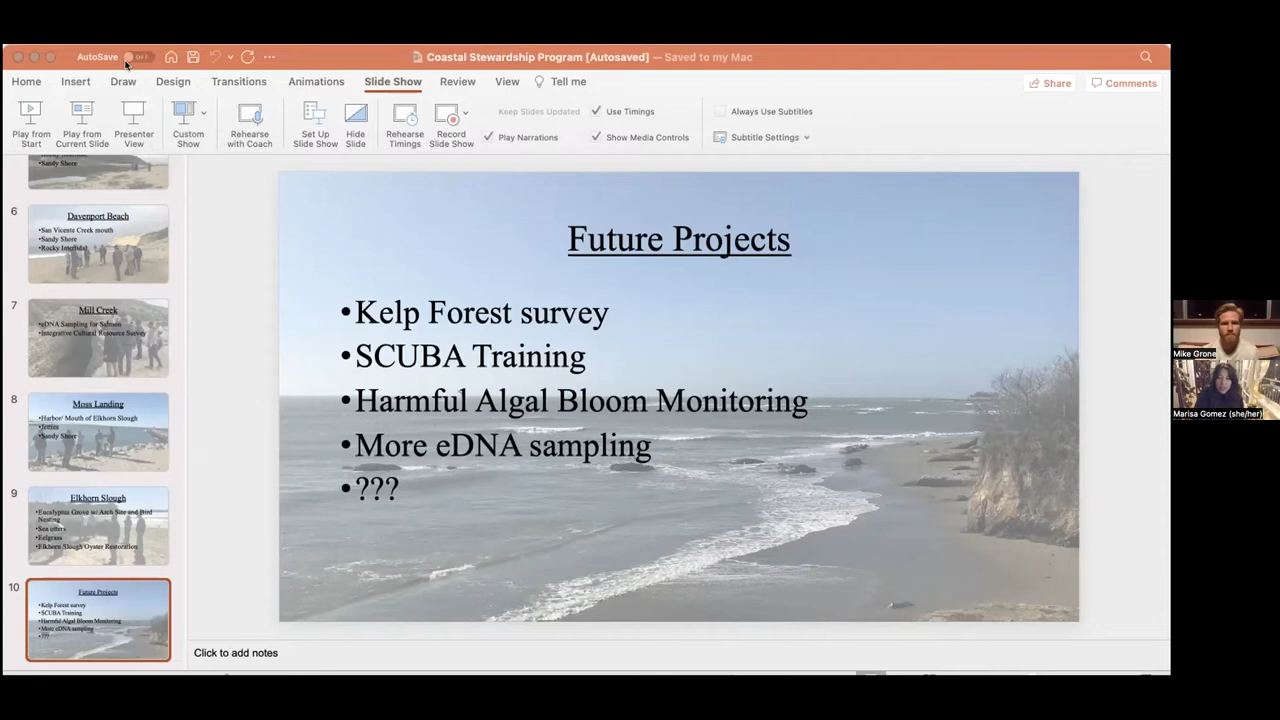 AutoSave OFF
Coastal Stewardship Program [Autosaved] — Saved to my Mac
Home Insert Draw Design Transitions Animations Slide Show Review View Tell me
Share Comments
Play from Start
Play from Current Slide
Presenter View
Custom Show
Rehearse with Coach
Set Up Slide Show
Hide Slide
Rehearse Timings
Record Slide Show
Keep Slides Updated
Use Timings
Play Narrations
Show Media Controls
Always Use Subtitles
Subtitle Settings
•Sandy Shore
6
Davenport Beach
•San Vicente Creek mouth
•Sandy Shore
•Rocky Intertidal
7
Mill Creek
•eDNA Sampling for Salmon
•Integrative Cultural Resource Survey
8
Moss Landing
•Harbor/ Mouth of Elkhorn Slough
•Jetties
•Sandy Shore
9
Elkhorn Slough
•Eucalyptus Grove w/ Arch Site and Bird
Nesting
•Sea otters
•Eelgrass
•Elkhorn Slough Oyster Restoration
10
Future Projects
•Kelp Forest survey
•SCUBA Training
•Harmful Algal Bloom Monitoring
•More eDNA sampling
•???
Future Projects
•Kelp Forest survey
•SCUBA Training
•Harmful Algal Bloom Monitoring
•More eDNA sampling
•???
Click to add notes
Mike Grone
Marisa Gomez (she/her)